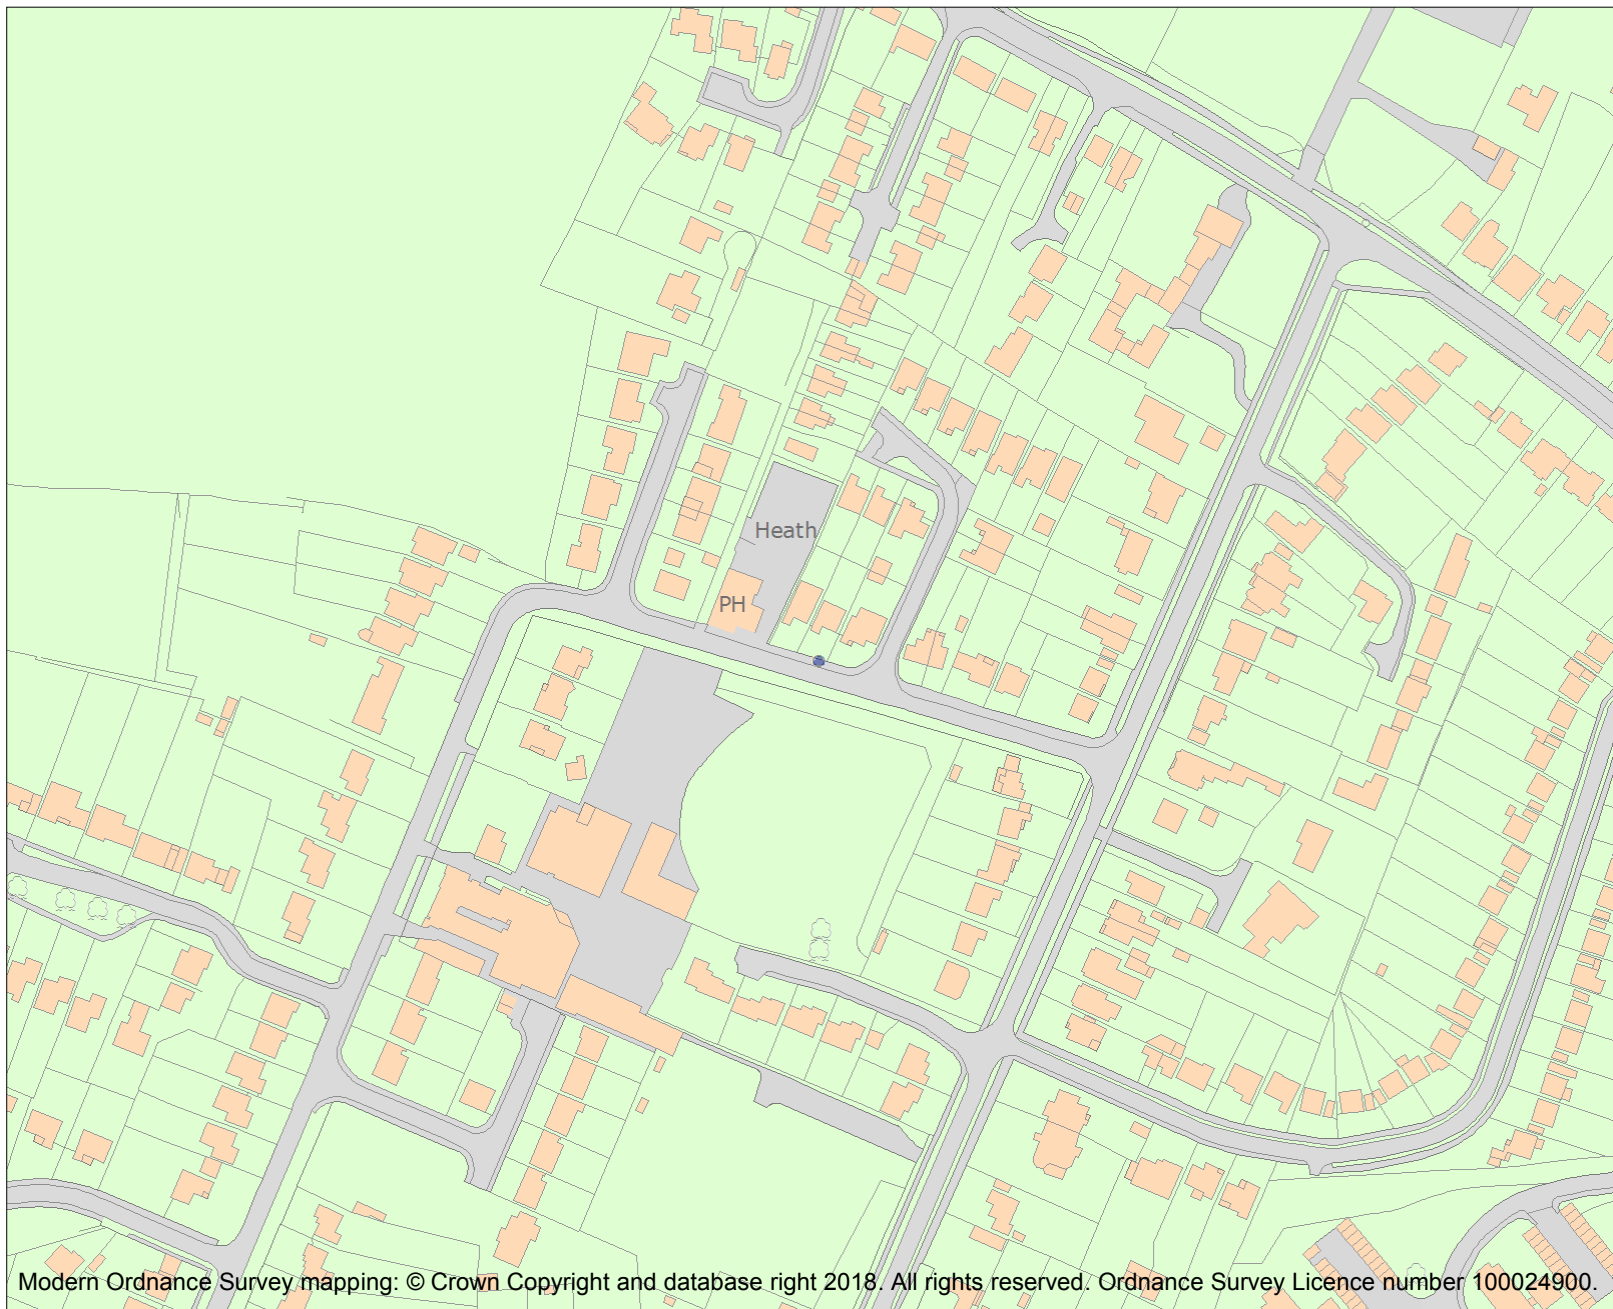 Heath
PH
Modern Ordnance Survey mapping: © Crown Copyright and database right 2018. All rights reserved. Ordnance Survey Licence number 100024900.